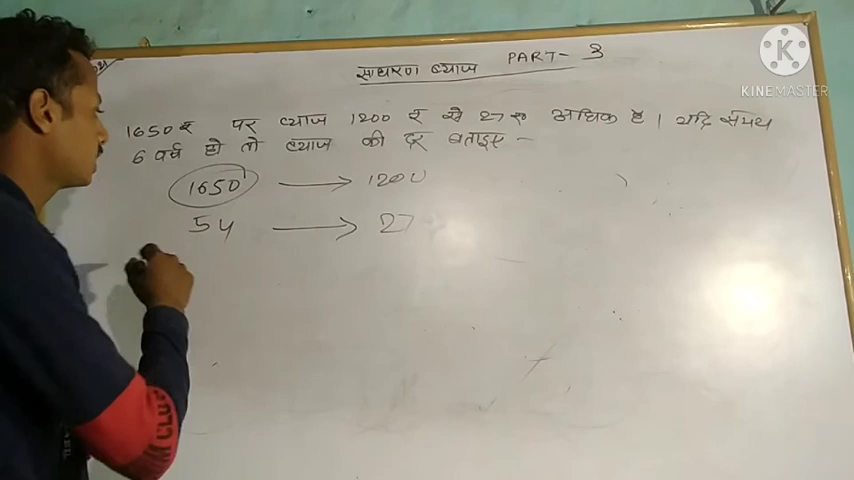 साधारण ब्याज PART- 3
KINEMASTER
1650 ₹ पर ब्याज 1200 ₹ से 27 रु अधिक है । यदि समय
6 वर्ष हो तो ब्याज की दर बताइए -
1650 → 1200
54 → 27